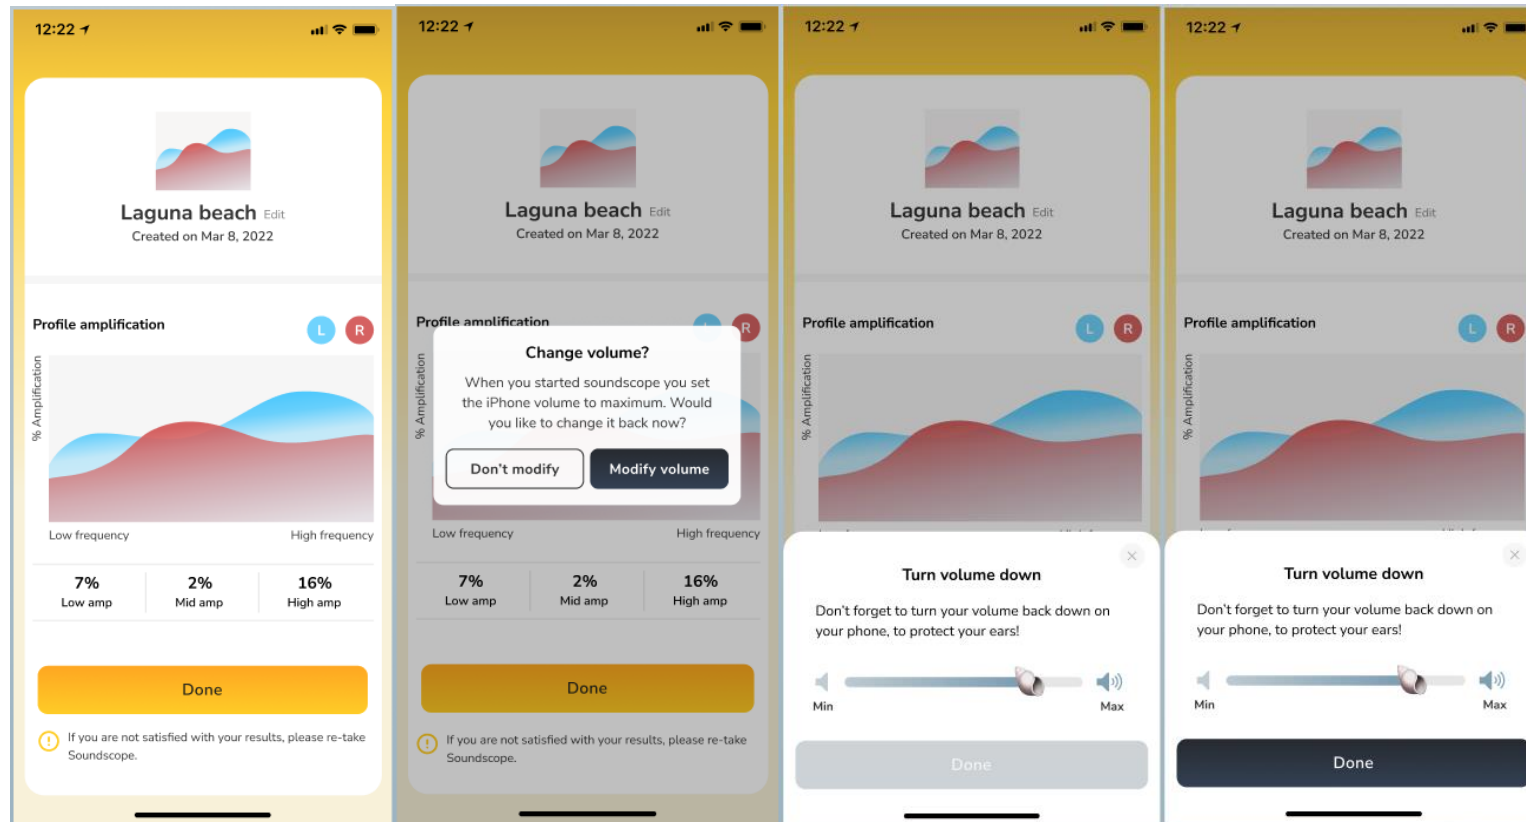 12:22
Laguna beach Edit
Created on Mar 8, 2022
Profile amplification
L R
% Amplification
Low frequency High frequency
7% 2% 16%
Low amp Mid amp High amp
Done
If you are not satisfied with your results, please re-take
Soundscope.
12:22
Laguna beach Edit
Created on Mar 8, 2022
Profile amplification
R
% Amplification
Change volume?
When you started soundscope you set
the iPhone volume to maximum. Would
you like to change it back now?
Don't modify Modify volume
Low frequency High frequency
7% 2% 16%
Low amp Mid amp High amp
Done
If you are not satisfied with your results, please re-take
Soundscope.
12:22
Laguna beach Edit
Created on Mar 8, 2022
Profile amplification
L R
% Amplification
Turn volume down
Don't forget to turn your volume back down on
your phone, to protect your ears!
Min Max
Done
12:22
Laguna beach Edit
Created on Mar 8, 2022
Profile amplification
L R
% Amplification
Turn volume down
Don't forget to turn your volume back down on
your phone, to protect your ears!
Min Max
Done